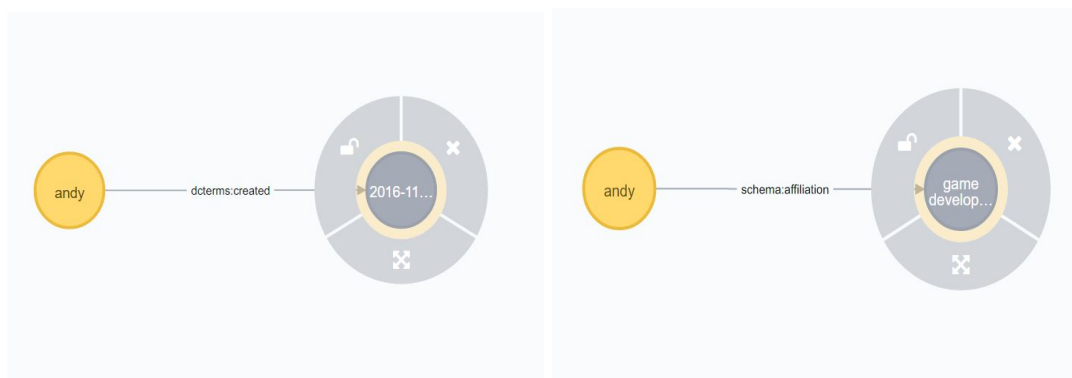 andy
dcterms:created
2016-11...
andy
schema:affiliation
game
develop...